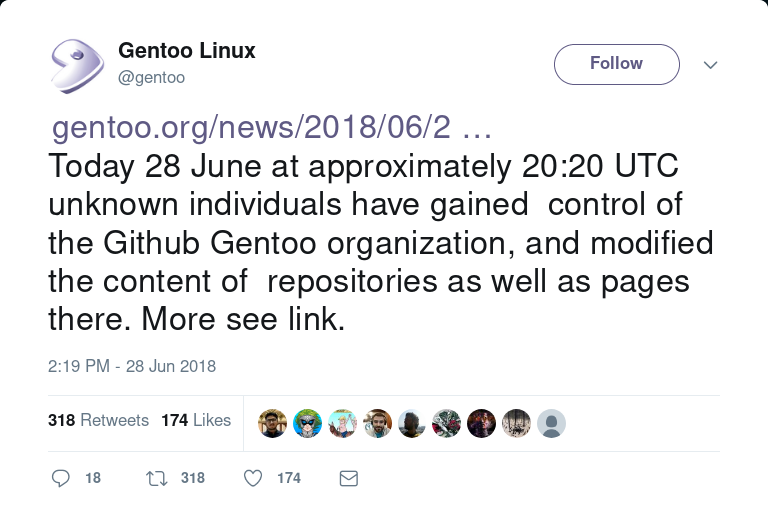 Gentoo Linux
@gentoo
Follow
gentoo.org/news/2018/06/2 …
Today 28 June at approximately 20:20 UTC
unknown individuals have gained  control of
the Github Gentoo organization, and modified
the content of  repositories as well as pages
there. More see link.
2:19 PM - 28 Jun 2018
318 Retweets 174 Likes
18 318 174